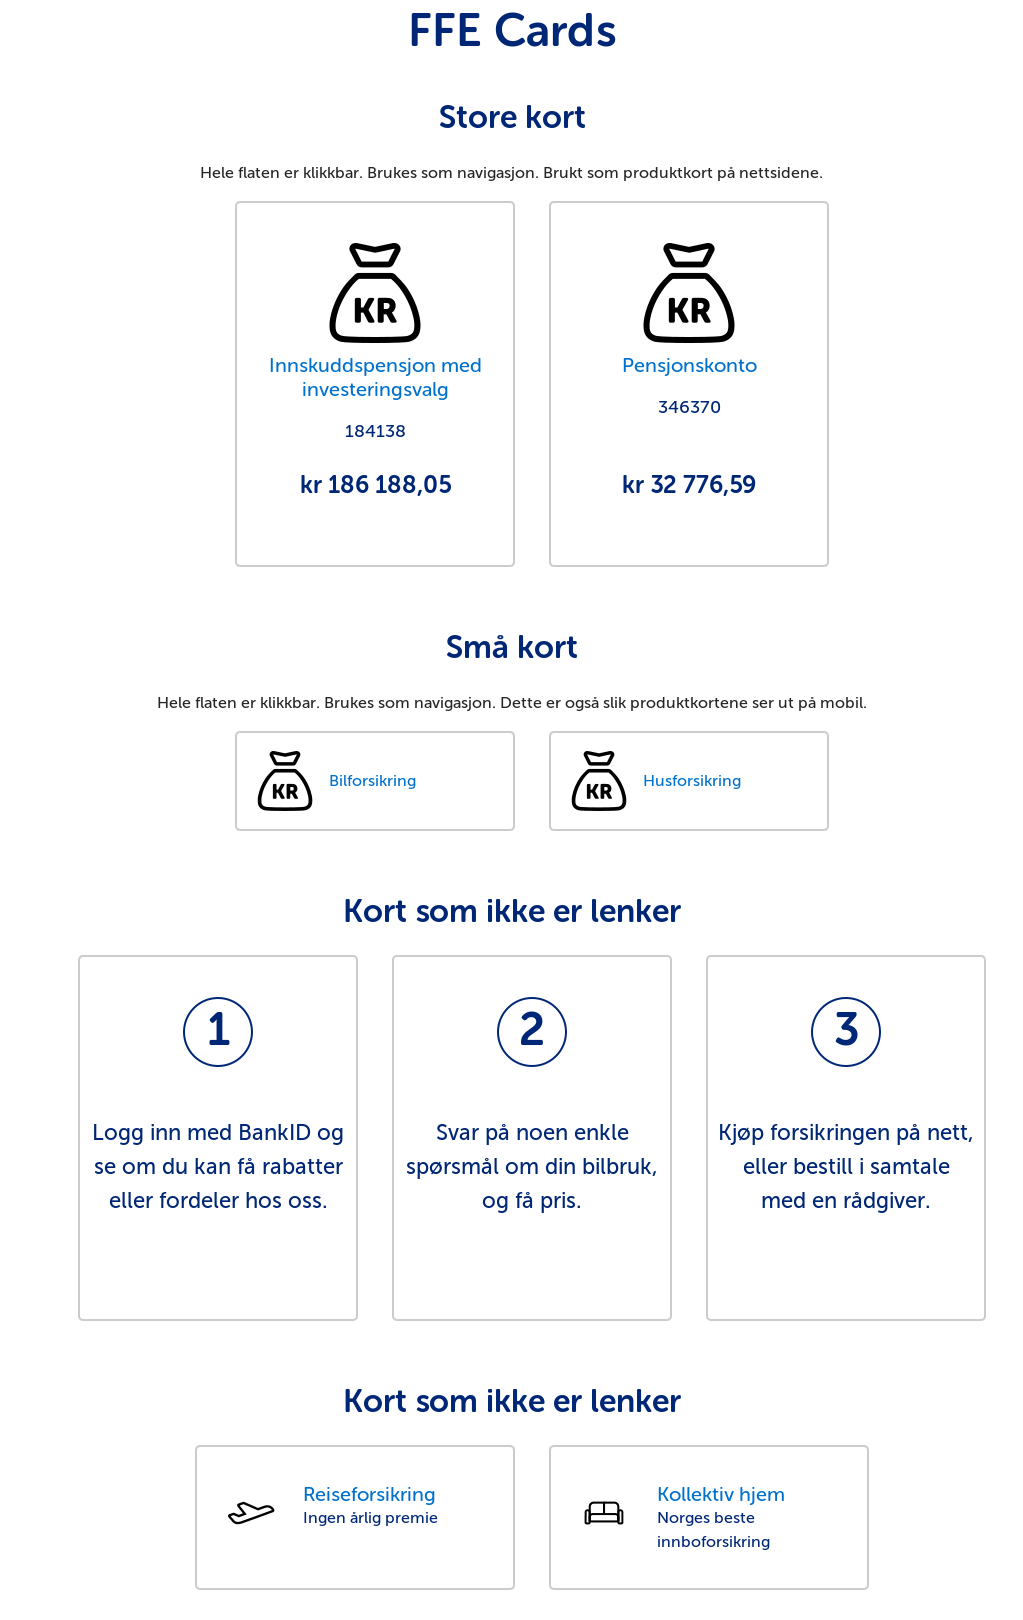 FFE Cards
Store kort
Hele flaten er klikkbar. Brukes som navigasjon. Brukt som produktkort på nettsidene.
KR
Innskuddspensjon med
investeringsvalg
184138
kr 186 188,05
KR
Pensjonskonto
346370
kr 32 776,59
Små kort
Hele flaten er klikkbar. Brukes som navigasjon. Dette er også slik produktkortene ser ut på mobil.
KR
Bilforsikring
KR
Husforsikring
Kort som ikke er lenker
1
Logg inn med BankID og
se om du kan få rabatter
eller fordeler hos oss.
2
Svar på noen enkle
spørsmål om din bilbruk,
og få pris.
3
Kjøp forsikringen på nett,
eller bestill i samtale
med en rådgiver.
Kort som ikke er lenker
Reiseforsikring
Ingen årlig premie
Kollektiv hjem
Norges beste
innboforsikring